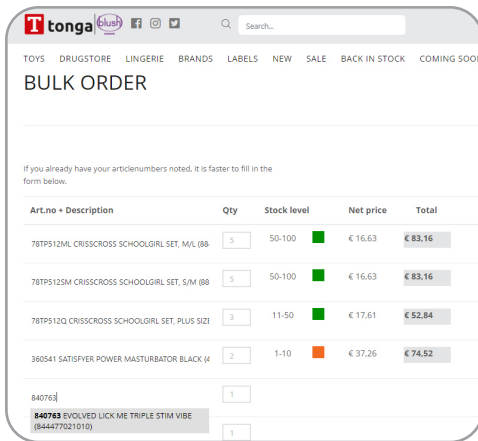 T tonga blush
Search...
TOYS DRUGSTORE LINGERIE BRANDS LABELS NEW SALE BACK IN STOCK COMING SOON
BULK ORDER
If you already have your articlenumbers noted, it is faster to fill in the
form below.
Art.no + Description Qty Stock level Net price Total
78TP512ML CRISSCROSS SCHOOLGIRL SET, M/L (88 5 50-100 € 16,63 € 83,16
78TP512SM CRISSCROSS SCHOOLGIRL SET, S/M (88 5 50-100 € 16,63 € 83,16
78TP512Q CRISSCROSS SCHOOLGIRL SET, PLUS SIZE 3 11-50 € 17,61 € 52,84
360541 SATISFYER POWER MASTURBATOR BLACK (4 2 1-10 € 37,26 € 74,52
840763 1
840763 EVOLVED LICK ME TRIPLE STIM VIBE
(844477021010)
1